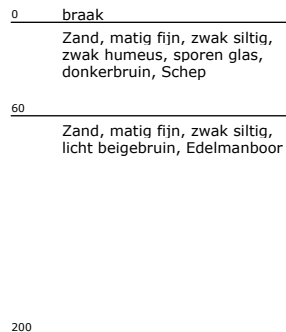 0 braak
Zand, matig fijn, zwak siltig,
zwak humeus, sporen glas,
donkerbruin, Schep
60
Zand, matig fijn, zwak siltig,
licht beigebruin, Edelmanboor
200